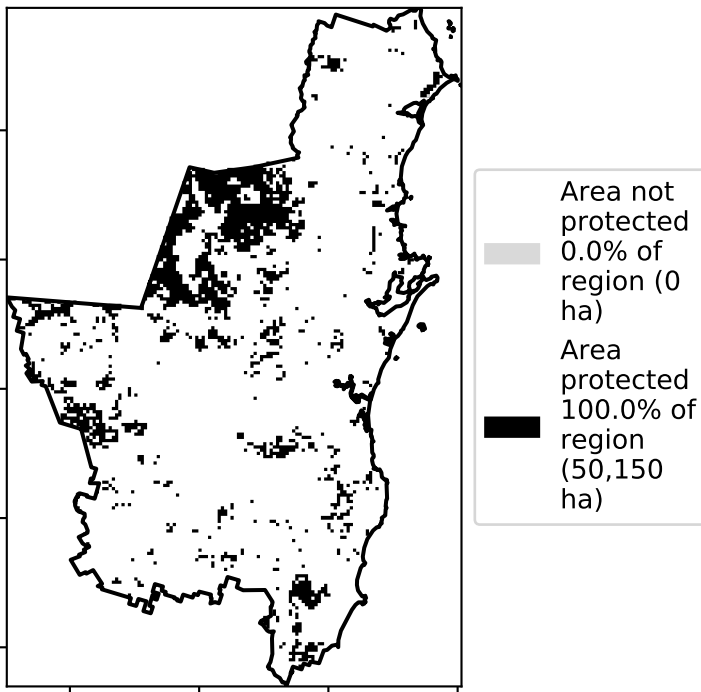 Area not
protected
0.0% of
region (0
ha)
Area
protected
100.0% of
region
(50,150
ha)